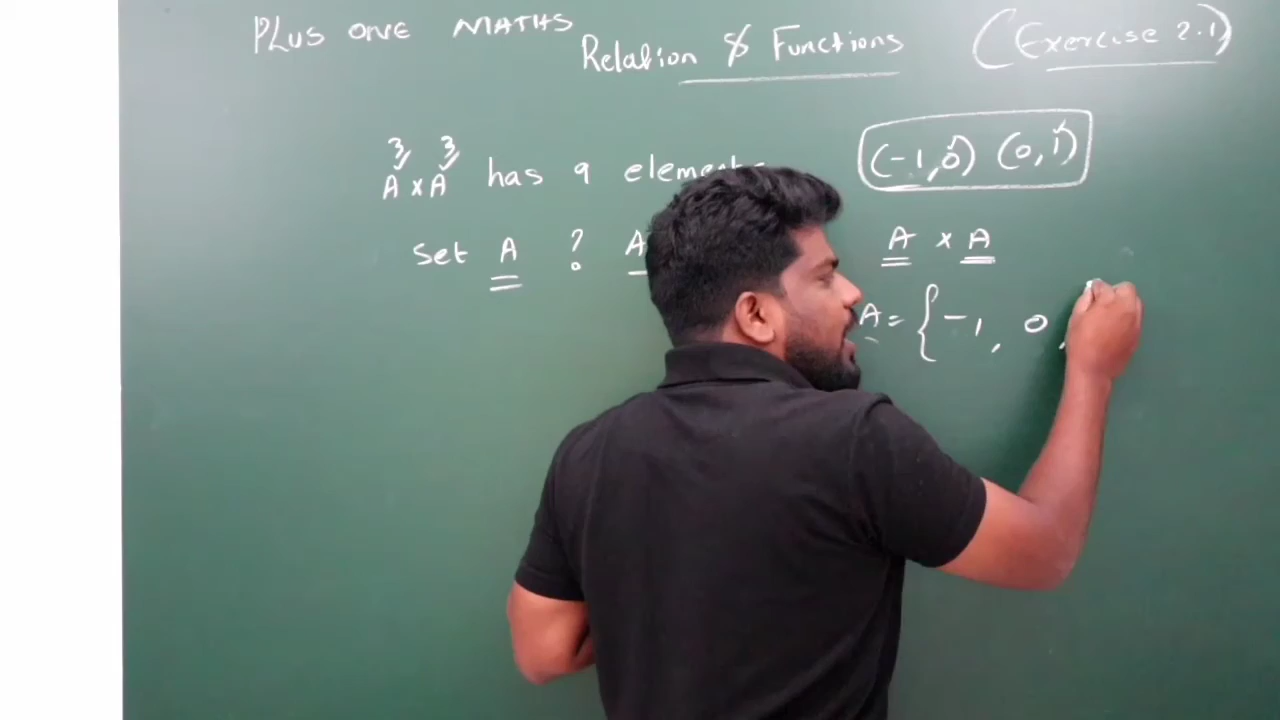 PLUS ONE MATHS
Relation & Functions (Exercise 2.1)
3 3
A × A has 9
(-1,0) (0,1)
Set A ? A
A × A
A = { -1, 0,